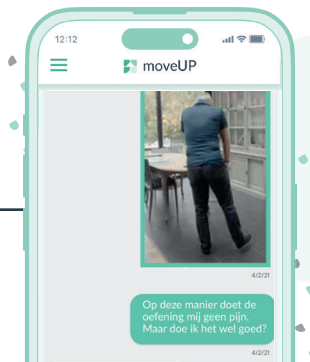 12:12
moveUP
4/2/21
Op deze manier doet de
oefening mij geen pijn.
Maar doe ik het wel goed?
4/2/21